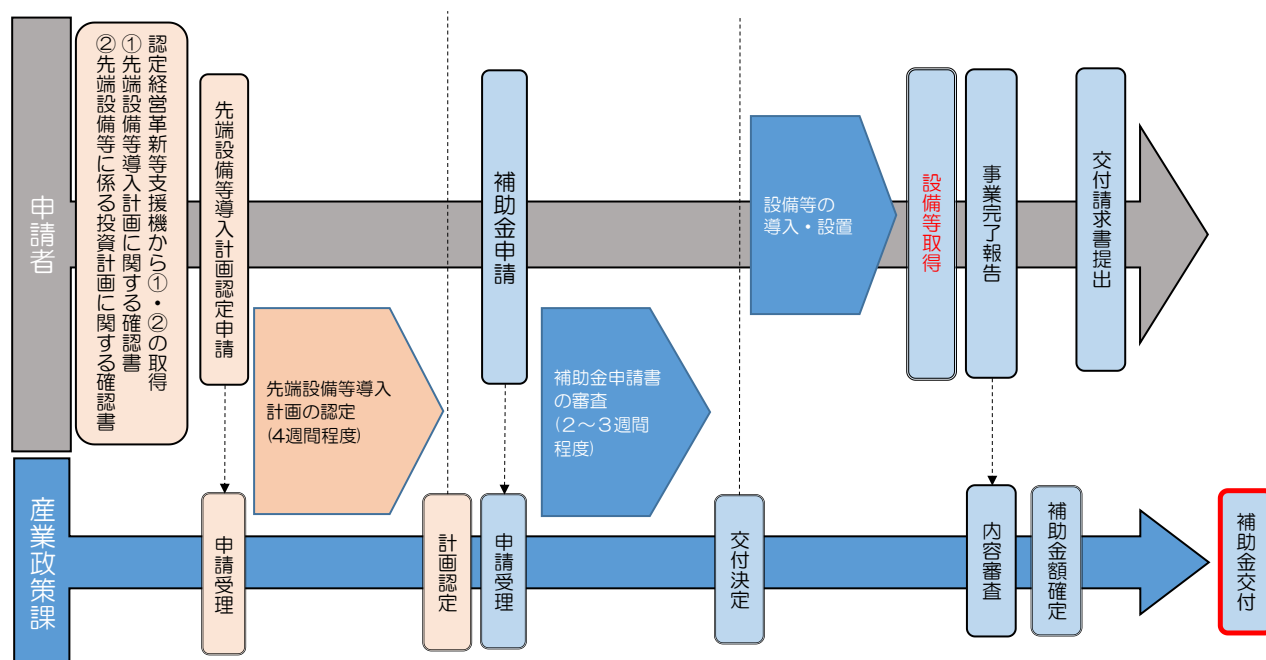 申請者
認定経営革新等支援機から①・②の取得
①先端設備等導入計画に関する確認書
②先端設備等に係る投資計画に関する確認書
先端設備等導入計画認定申請
先端設備等導入
計画の認定
(4週間程度)
補助金申請
補助金申請書
の審査
(２～３週間
程度)
設備等の
導入・設置
設備等取得
事業完了報告
交付請求書提出
産業政策課
申請受理
計画認定
申請受理
交付決定
内容審査
補助金額確定
補助金交付